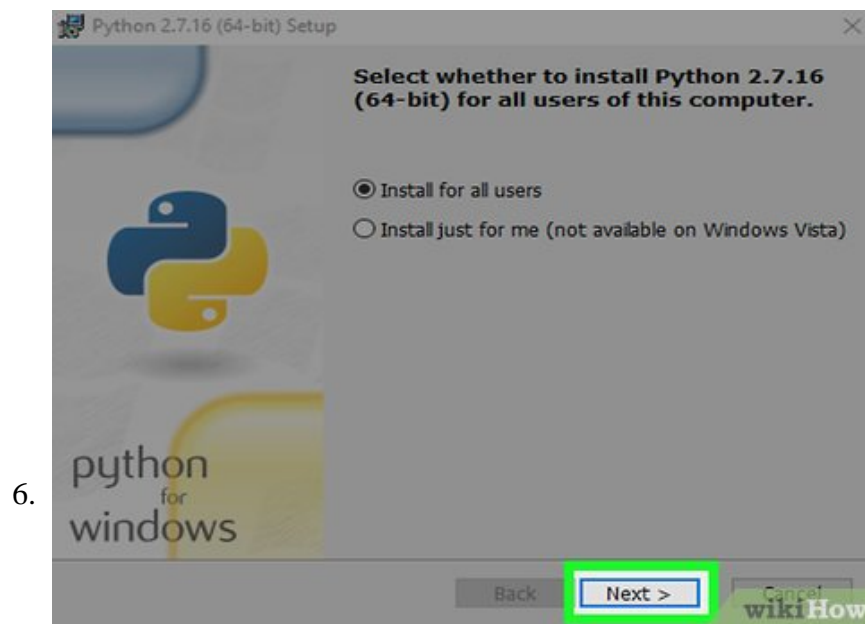 Python 2.7.16 (64-bit) Setup
Select whether to install Python 2.7.16
(64-bit) for all users of this computer.
Install for all users
Install just for me (not available on Windows Vista)
6.
python
for
windows
Back
Next >
Cancel
wikiHow